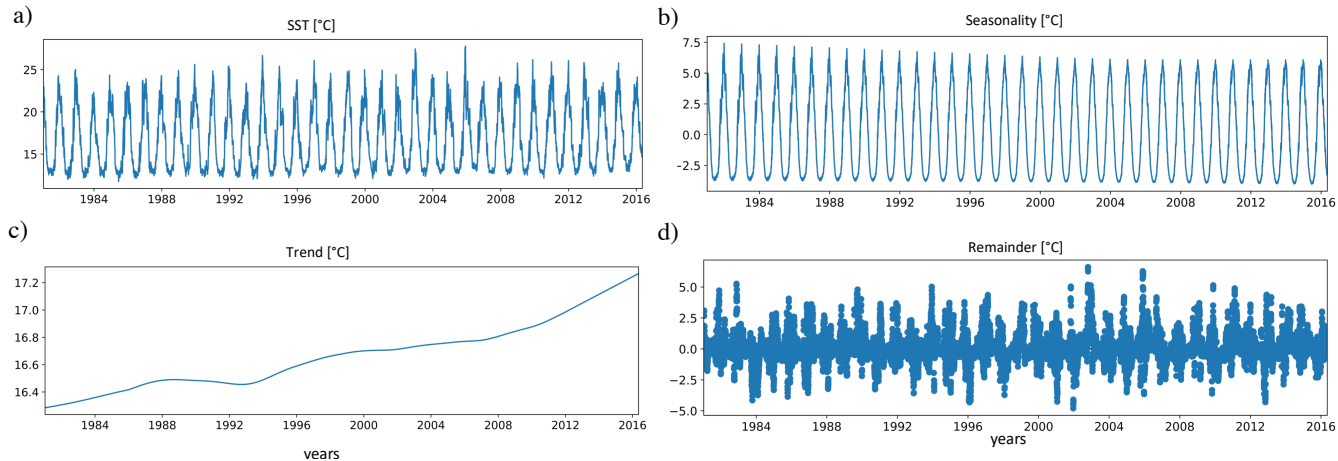 a)
SST [°C]
25
20
15
1984 1988 1992 1996 2000 2004 2008 2012 2016
b)
Seasonality [°C]
7.5
5.0
2.5
0.0
−2.5
1984 1988 1992 1996 2000 2004 2008 2012 2016
c)
Trend [°C]
17.2
17.0
16.8
16.6
16.4
1984 1988 1992 1996 2000 2004 2008 2012 2016
years
d)
Remainder [°C]
5.0
2.5
0.0
−2.5
−5.0
1984 1988 1992 1996 2000 2004 2008 2012 2016
years